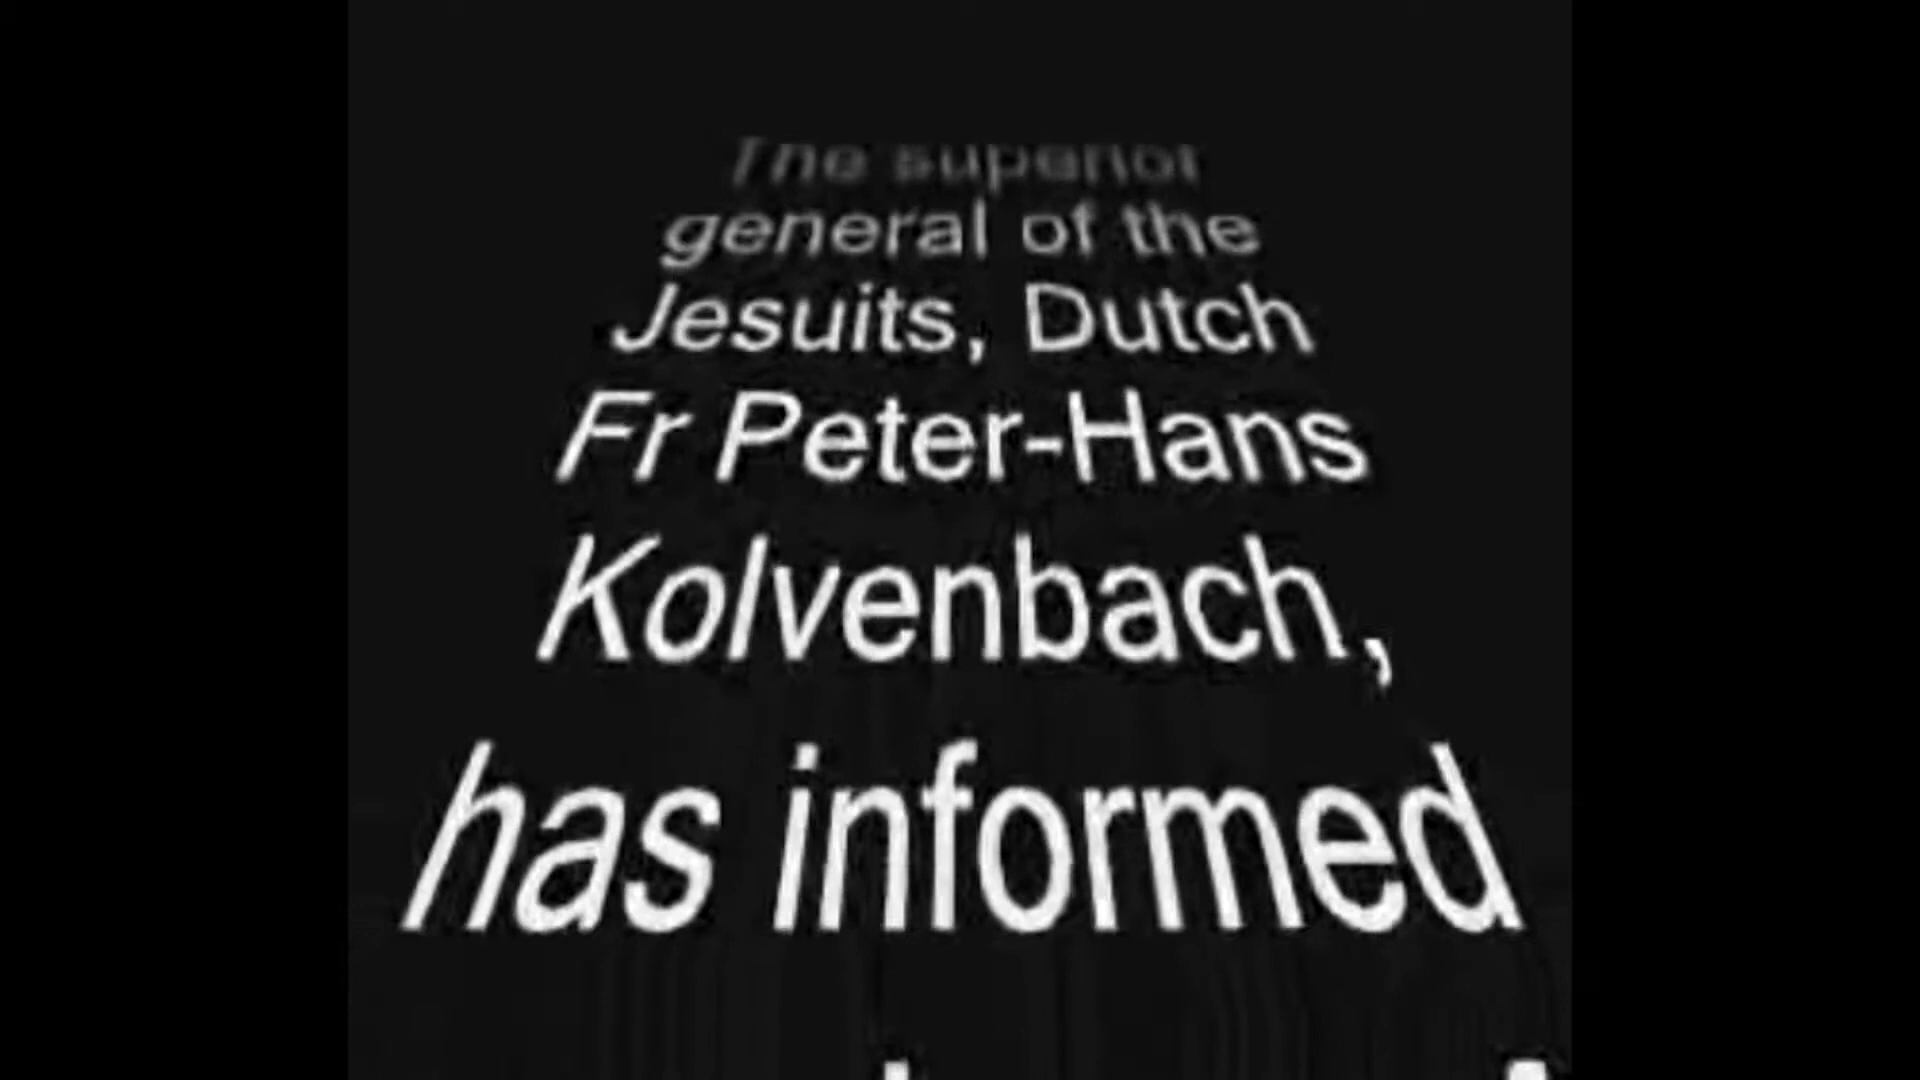 The superior
general of the
Jesuits, Dutch
Fr Peter-Hans
Kolvenbach,
has informed